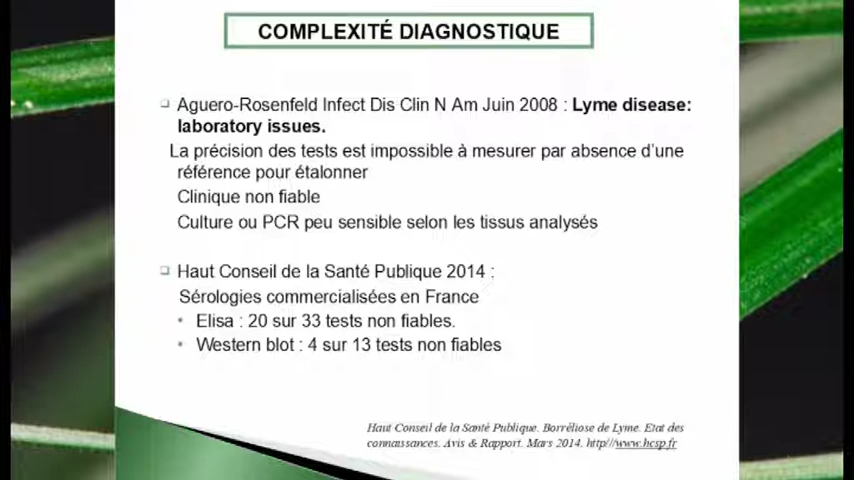 COMPLEXITÉ DIAGNOSTIQUE
Aguero-Rosenfeld Infect Dis Clin N Am Juin 2008 : Lyme disease:
laboratory issues.
La précision des tests est impossible à mesurer par absence d'une
référence pour étalonner
Clinique non fiable
Culture ou PCR peu sensible selon les tissus analysés
Haut Conseil de la Santé Publique 2014 :
Sérologies commercialisées en France
• Elisa : 20 sur 33 tests non fiables.
• Western blot : 4 sur 13 tests non fiables
Haut Conseil de la Santé Publique. Borréliose de Lyme. Etat des
connaissances. Avis & Rapport. Mars 2014. http//www.hcsp.fr